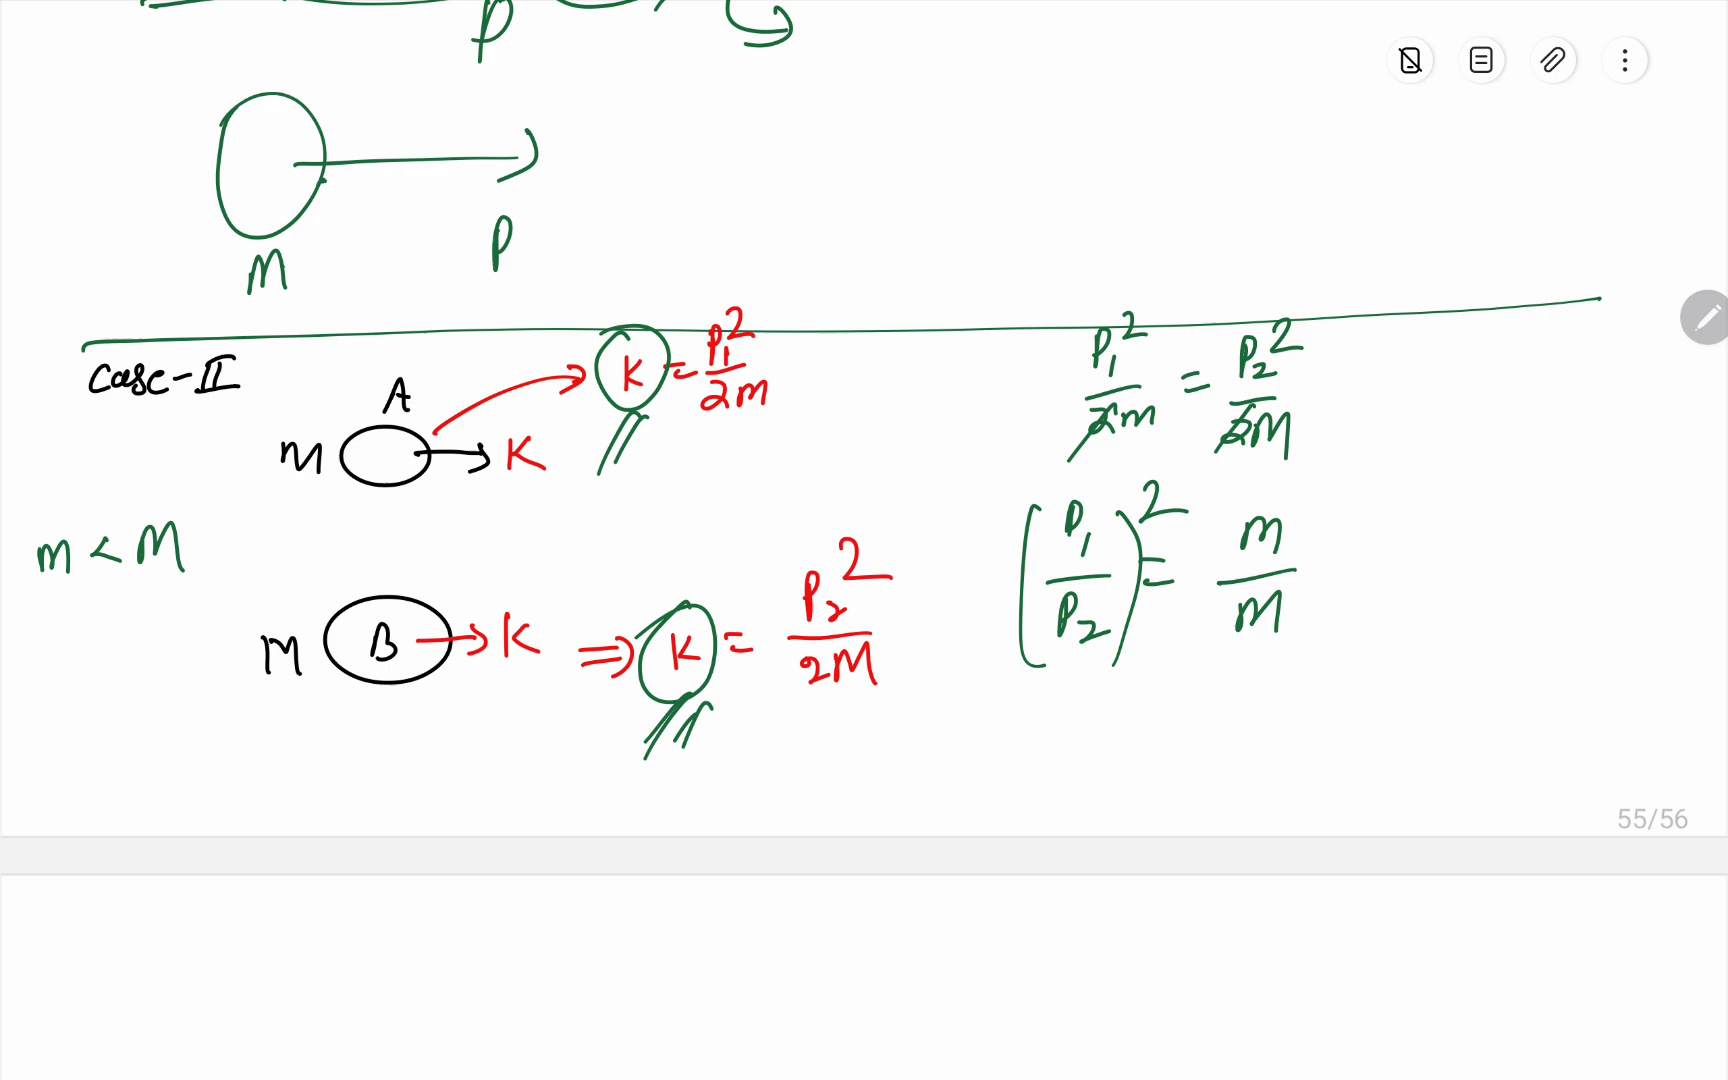 p
M
P
Case-II
A
K = P₁²/2m
m → K
P₁²/2m = P₂²/2M
m < M
(P₁/P₂)² = m/M
M B → K ⇒ K = P₂²/2M
55/56